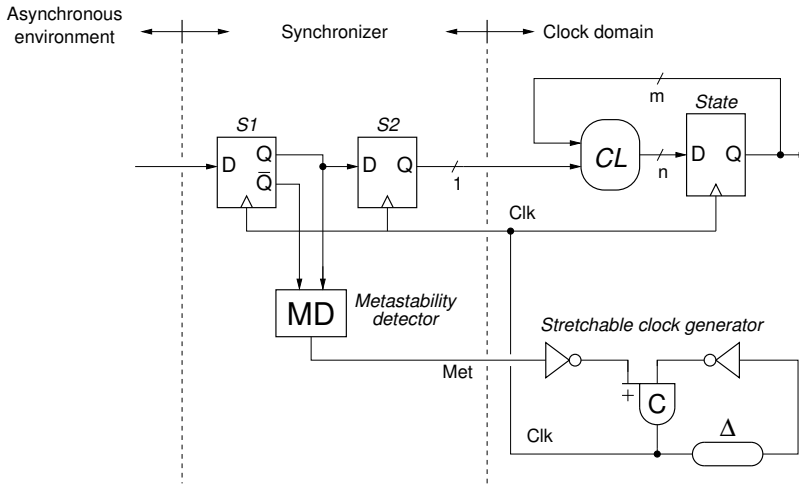 Asynchronous
environment
Synchronizer
Clock domain
m
S1
S2
State
D
Q
Q̅
D
Q
1
CL
n
D
Q
Clk
MD
Metastability
detector
Stretchable clock generator
Met
+
C
Clk
Δ